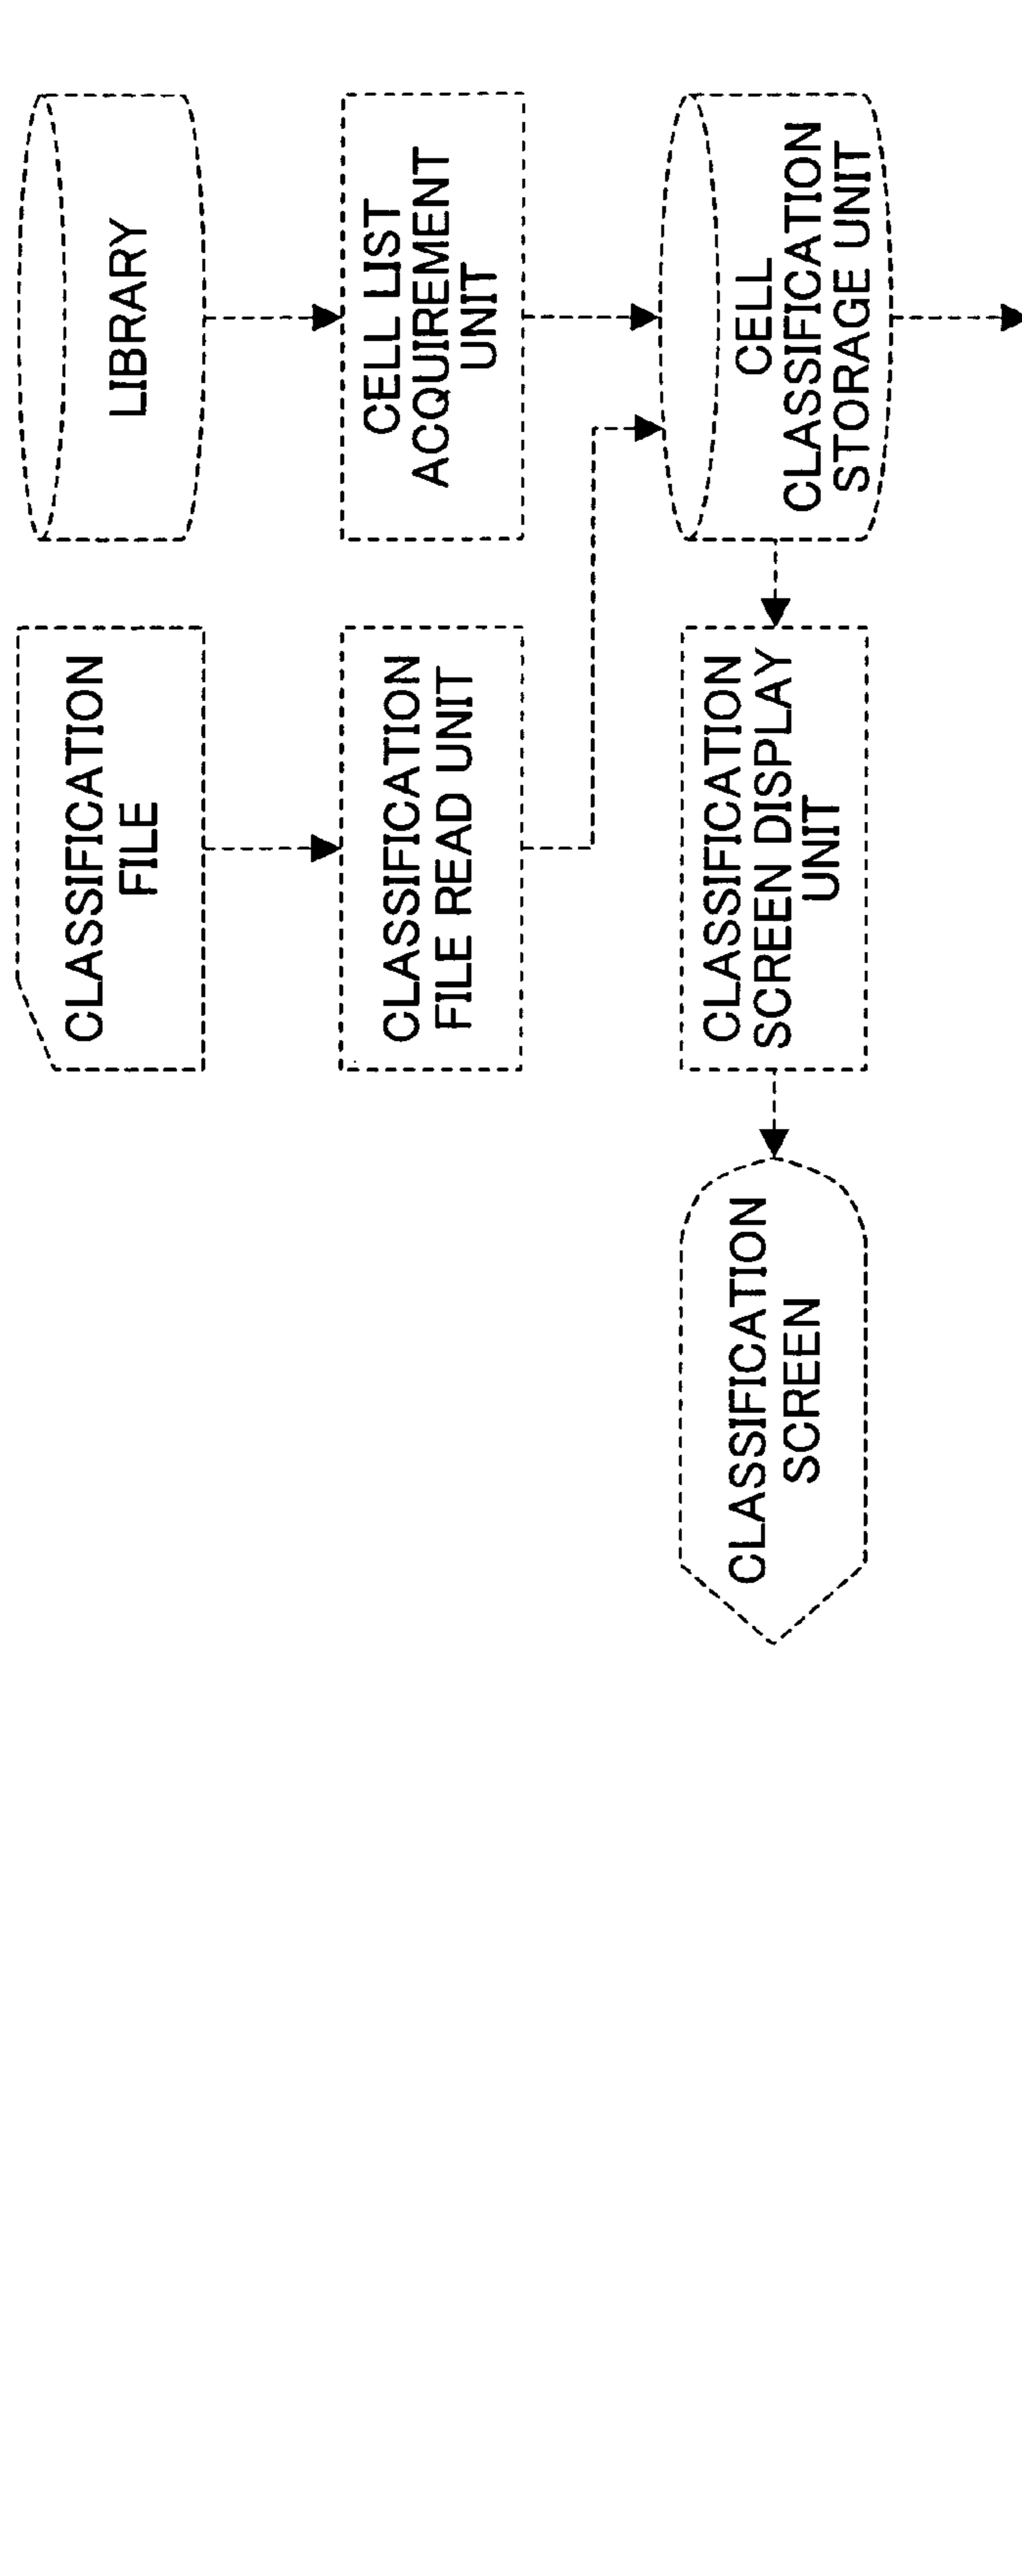 CLASSIFICATION
FILE
LIBRARY
CLASSIFICATION
FILE READ UNIT
CELL LIST
ACQUIREMENT
UNIT
CLASSIFICATION
SCREEN
CLASSIFICATION
SCREEN DISPLAY
UNIT
CELL
CLASSIFICATION
STORAGE UNIT